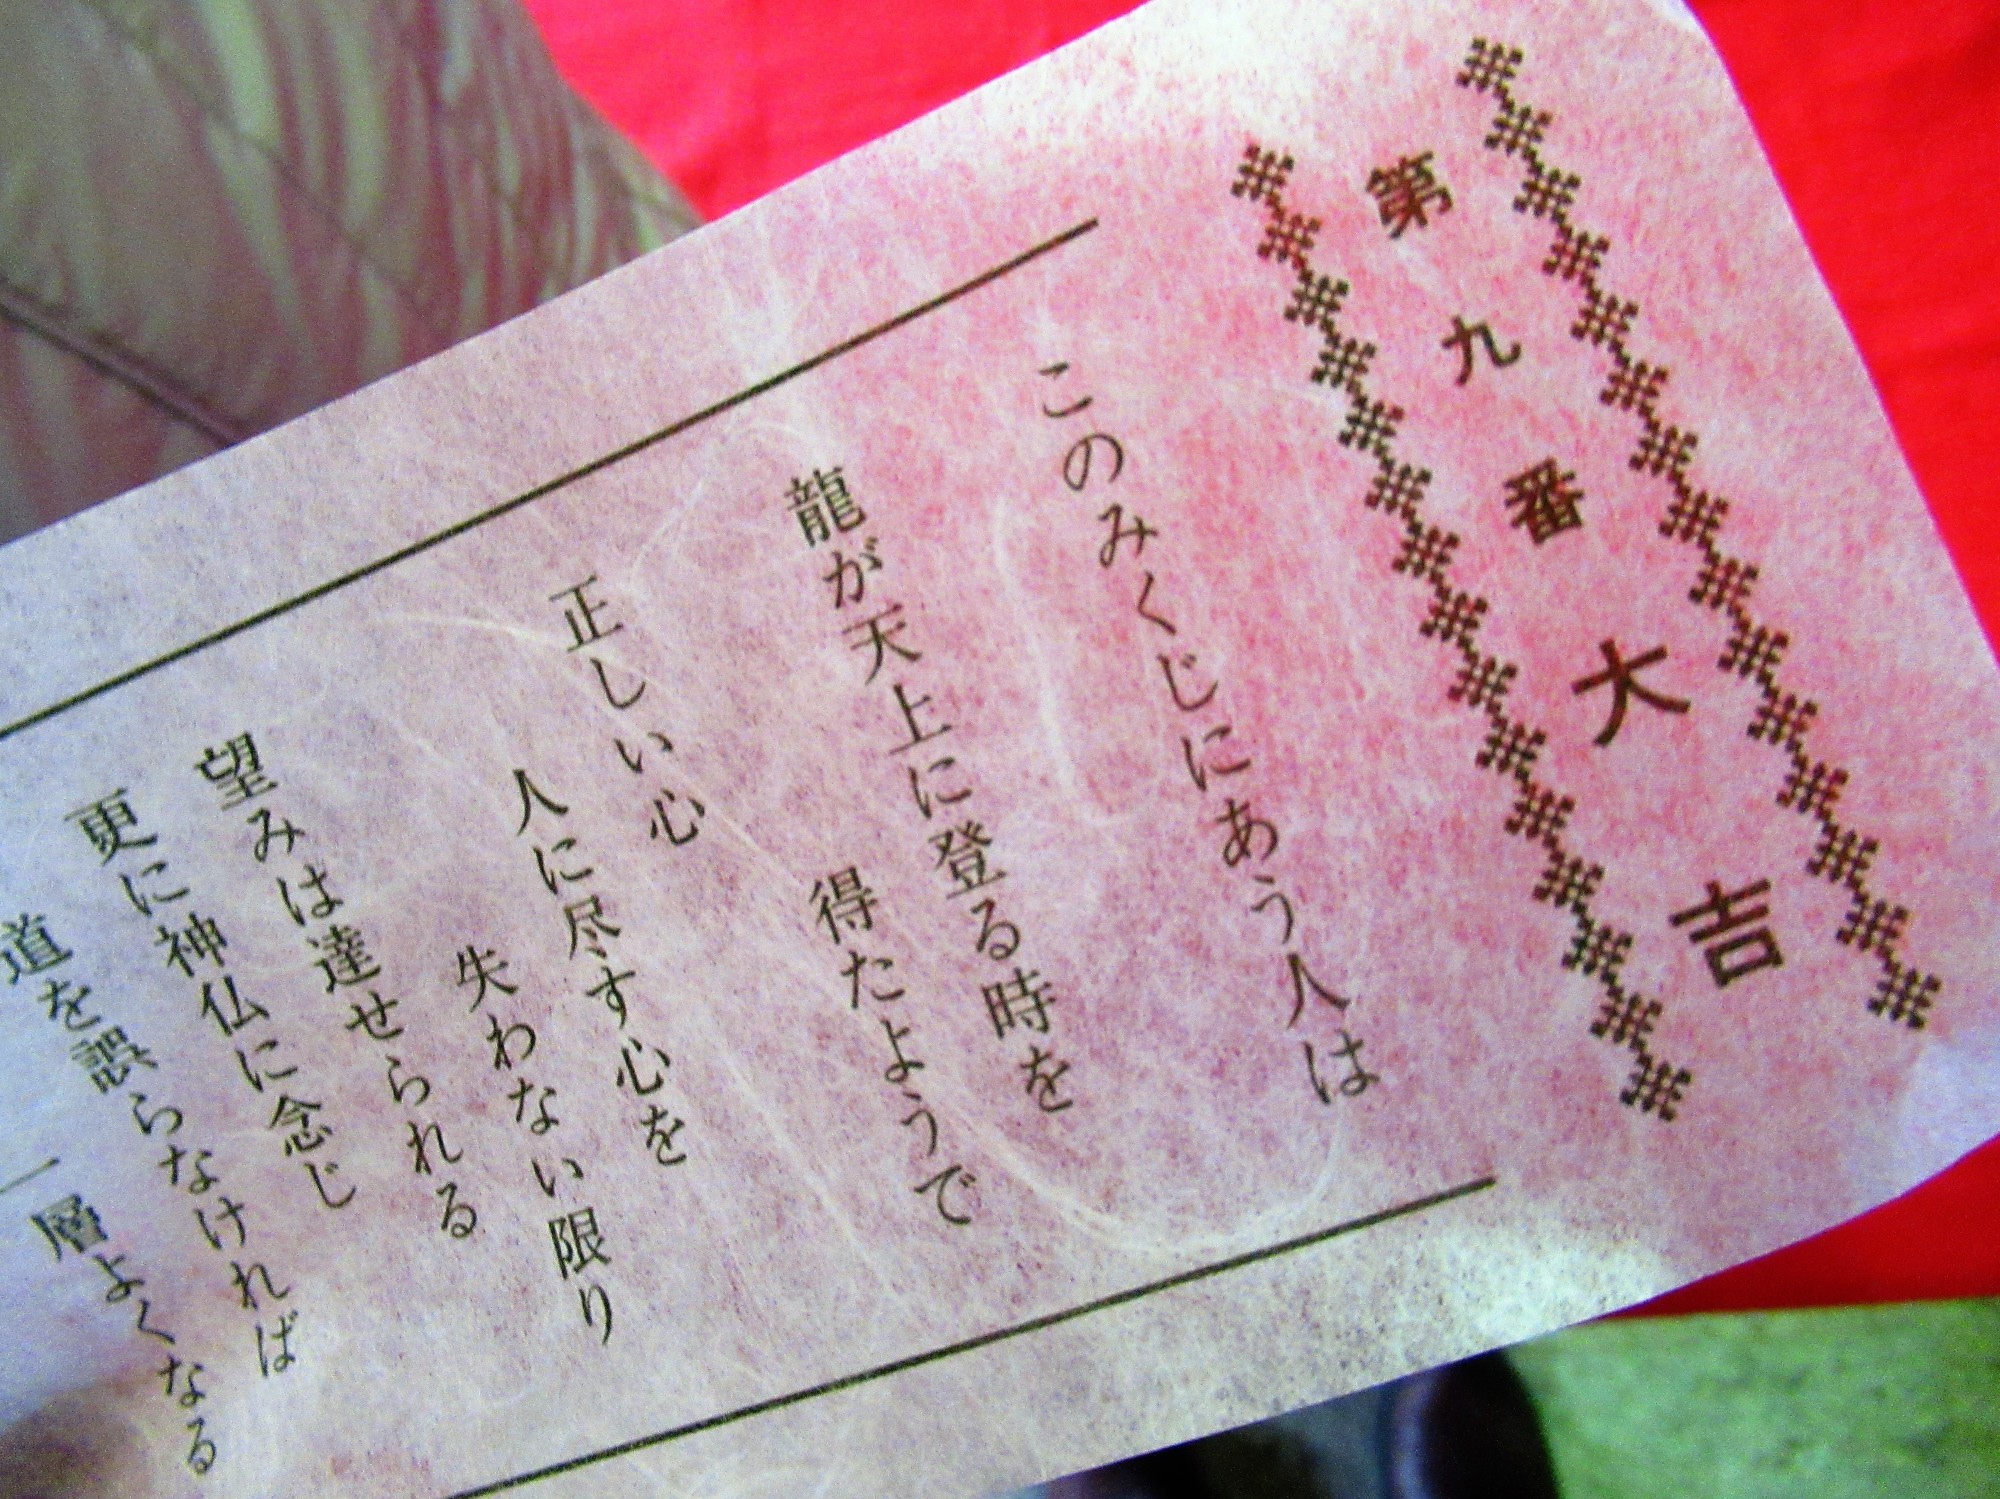 第九番大吉
このみくじにあう人は
龍が天上に登る時を
得たようで
正しい心
人に尽す心を
失わない限り
望みは達せられる
更に神仏に念じ
道を誤らなければ
一層よくなる